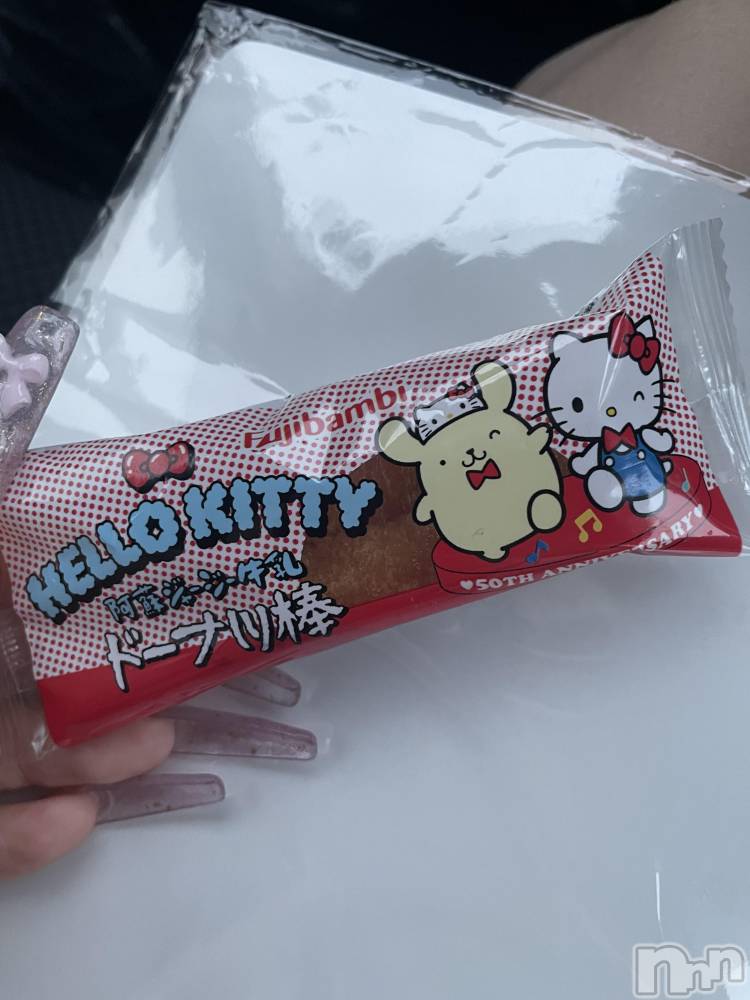 Fujibambi
HELLO KITTY
阿蘇ジャージー牛乳
ドーナツ棒
♥50TH ANNIVERSARY♥
nnn